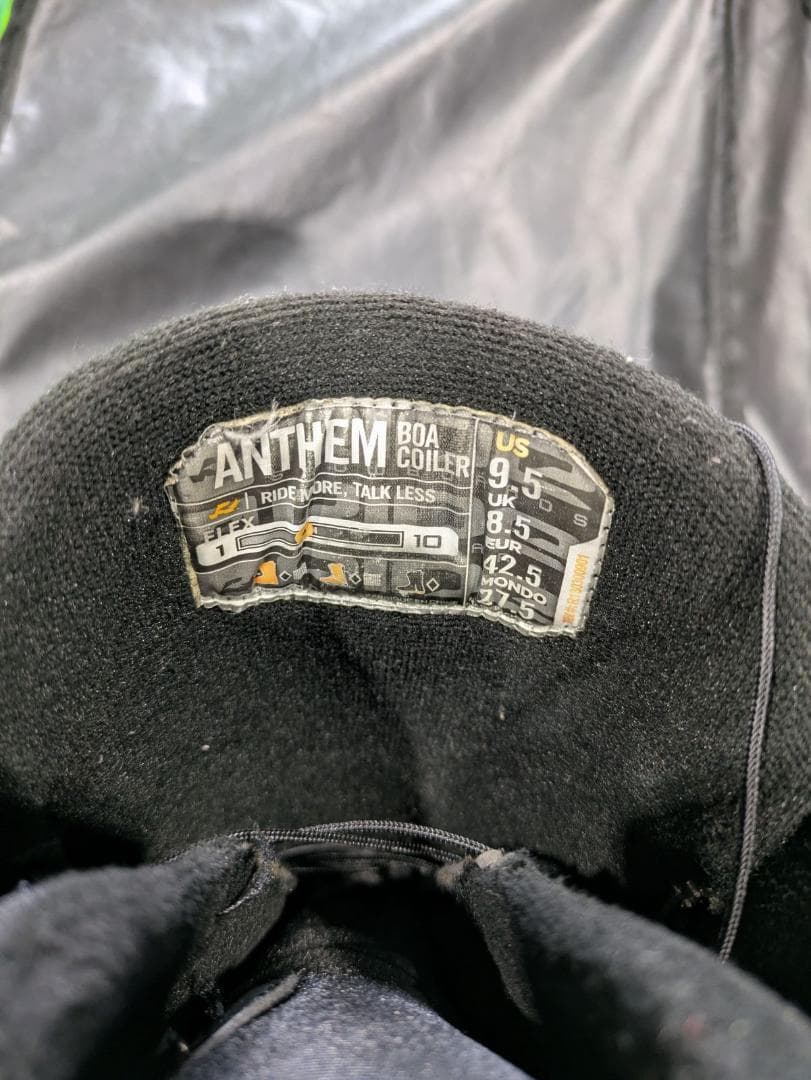 ANTHEM BOA
COILER
RIDE MORE, TALK LESS
FLEX
1 10
US
9.5
UK
8.5
EUR
42.5
MONDO
27.5